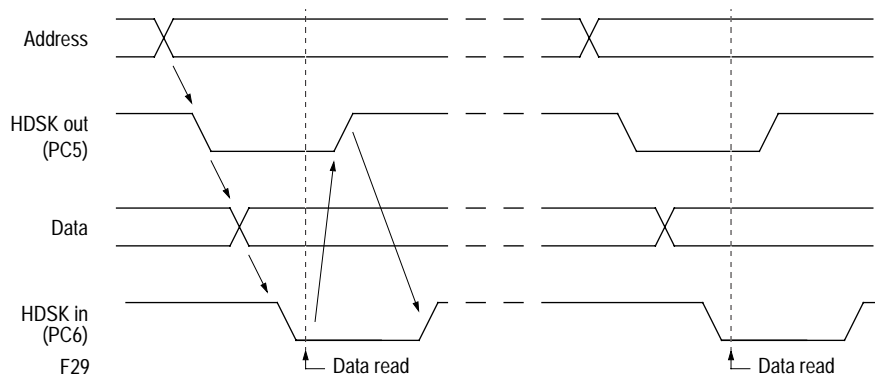 Address
HDSK out
(PC5)
Data
HDSK in
(PC6)
F29
Data read
Data read